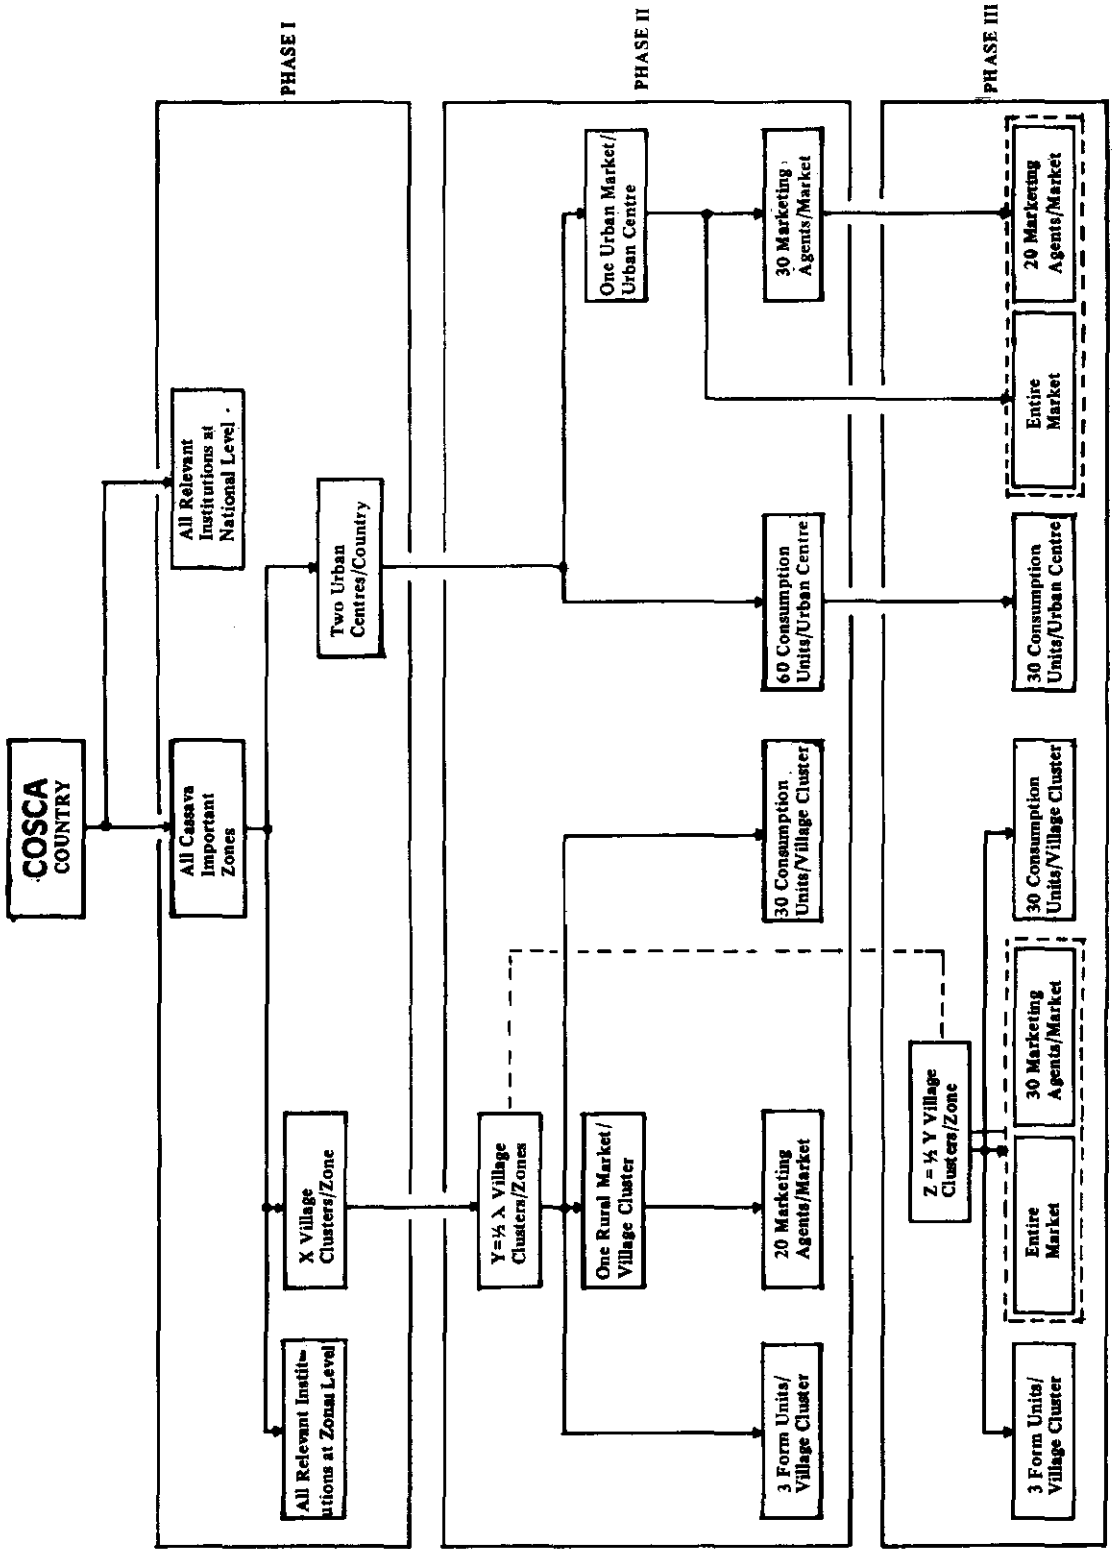 COSCA
COUNTRY
PHASE I
All Cassava
Important
Zones
All Relevant
Institutions at
National Level .
All Relevant Instit-
utions at Zonal Level
X Village
Clusters/Zone
Two Urban
Centres/Country
PHASE II
Y=½ λ Village
Clusters/Zones
One Rural Market/
Village Cluster
One Urban Market/
Urban Centre
3 Form Units/
Village Cluster
20 Marketing
Agents/Market
30 Consumption
Units/Village Cluster
60 Consumption
Units/Urban Centre
30 Marketing
Agents/Market
PHASE III
Z = ½ Y Village
Clusters/Zone
3 Form Units/
Village Cluster
Entire
Market
30 Marketing
Agents/Market
30 Consumption
Units/Village Cluster
30 Consumption
Units/Urban Centre
Entire
Market
20 Marketing
Agents/Market